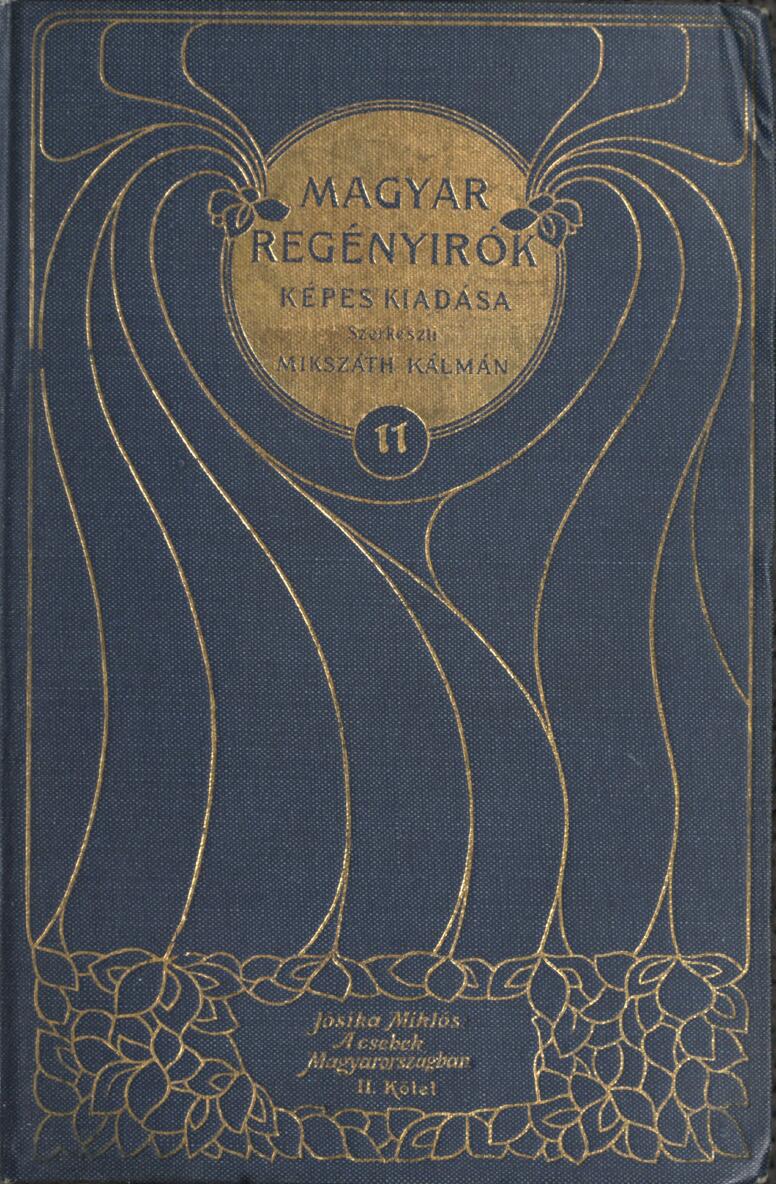 MAGYAR
REGÉNYIRÓK
KÉPES KIADÁSA
Szerkeszti
MIKSZÁTH KÁLMÁN
11
Jósika Miklós
A csehek
Magyarországban
II. Kötet